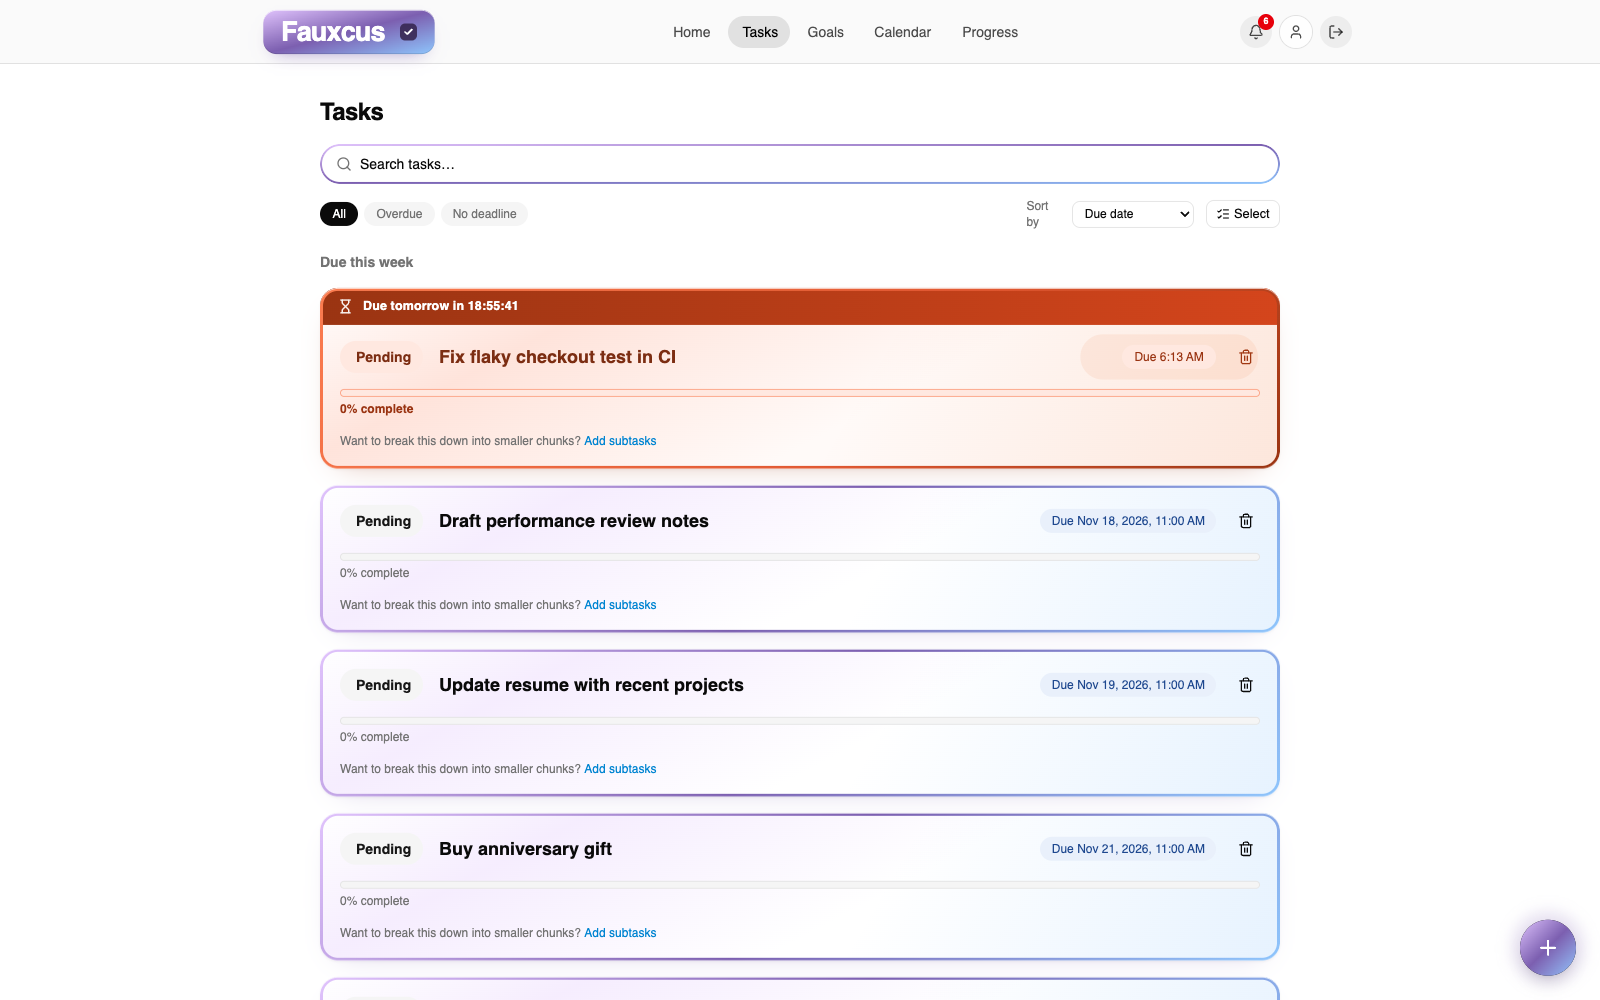 Fauxcus
Home
Tasks
Goals
Calendar
Progress
6
Tasks
Search tasks…
All
Overdue
No deadline
Sort by
Due date
Select
Due this week
Due tomorrow in 18:55:41
Pending
Fix flaky checkout test in CI
Due 6:13 AM
0% complete
Want to break this down into smaller chunks? Add subtasks
Pending
Draft performance review notes
Due Nov 18, 2026, 11:00 AM
0% complete
Want to break this down into smaller chunks? Add subtasks
Pending
Update resume with recent projects
Due Nov 19, 2026, 11:00 AM
0% complete
Want to break this down into smaller chunks? Add subtasks
Pending
Buy anniversary gift
Due Nov 21, 2026, 11:00 AM
0% complete
Want to break this down into smaller chunks? Add subtasks